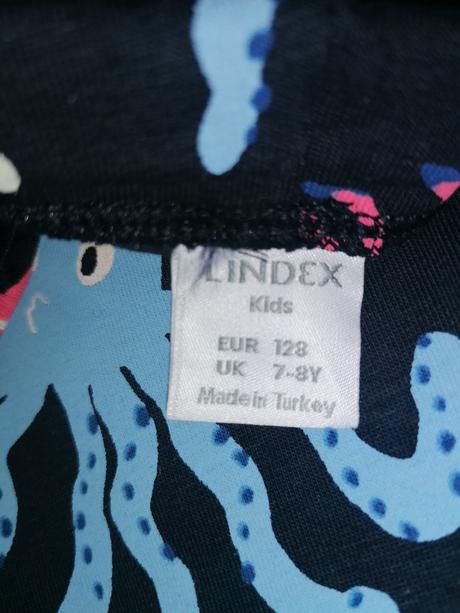 LINDEX
Kids
EUR 128
UK 7-8Y
Made in Turkey